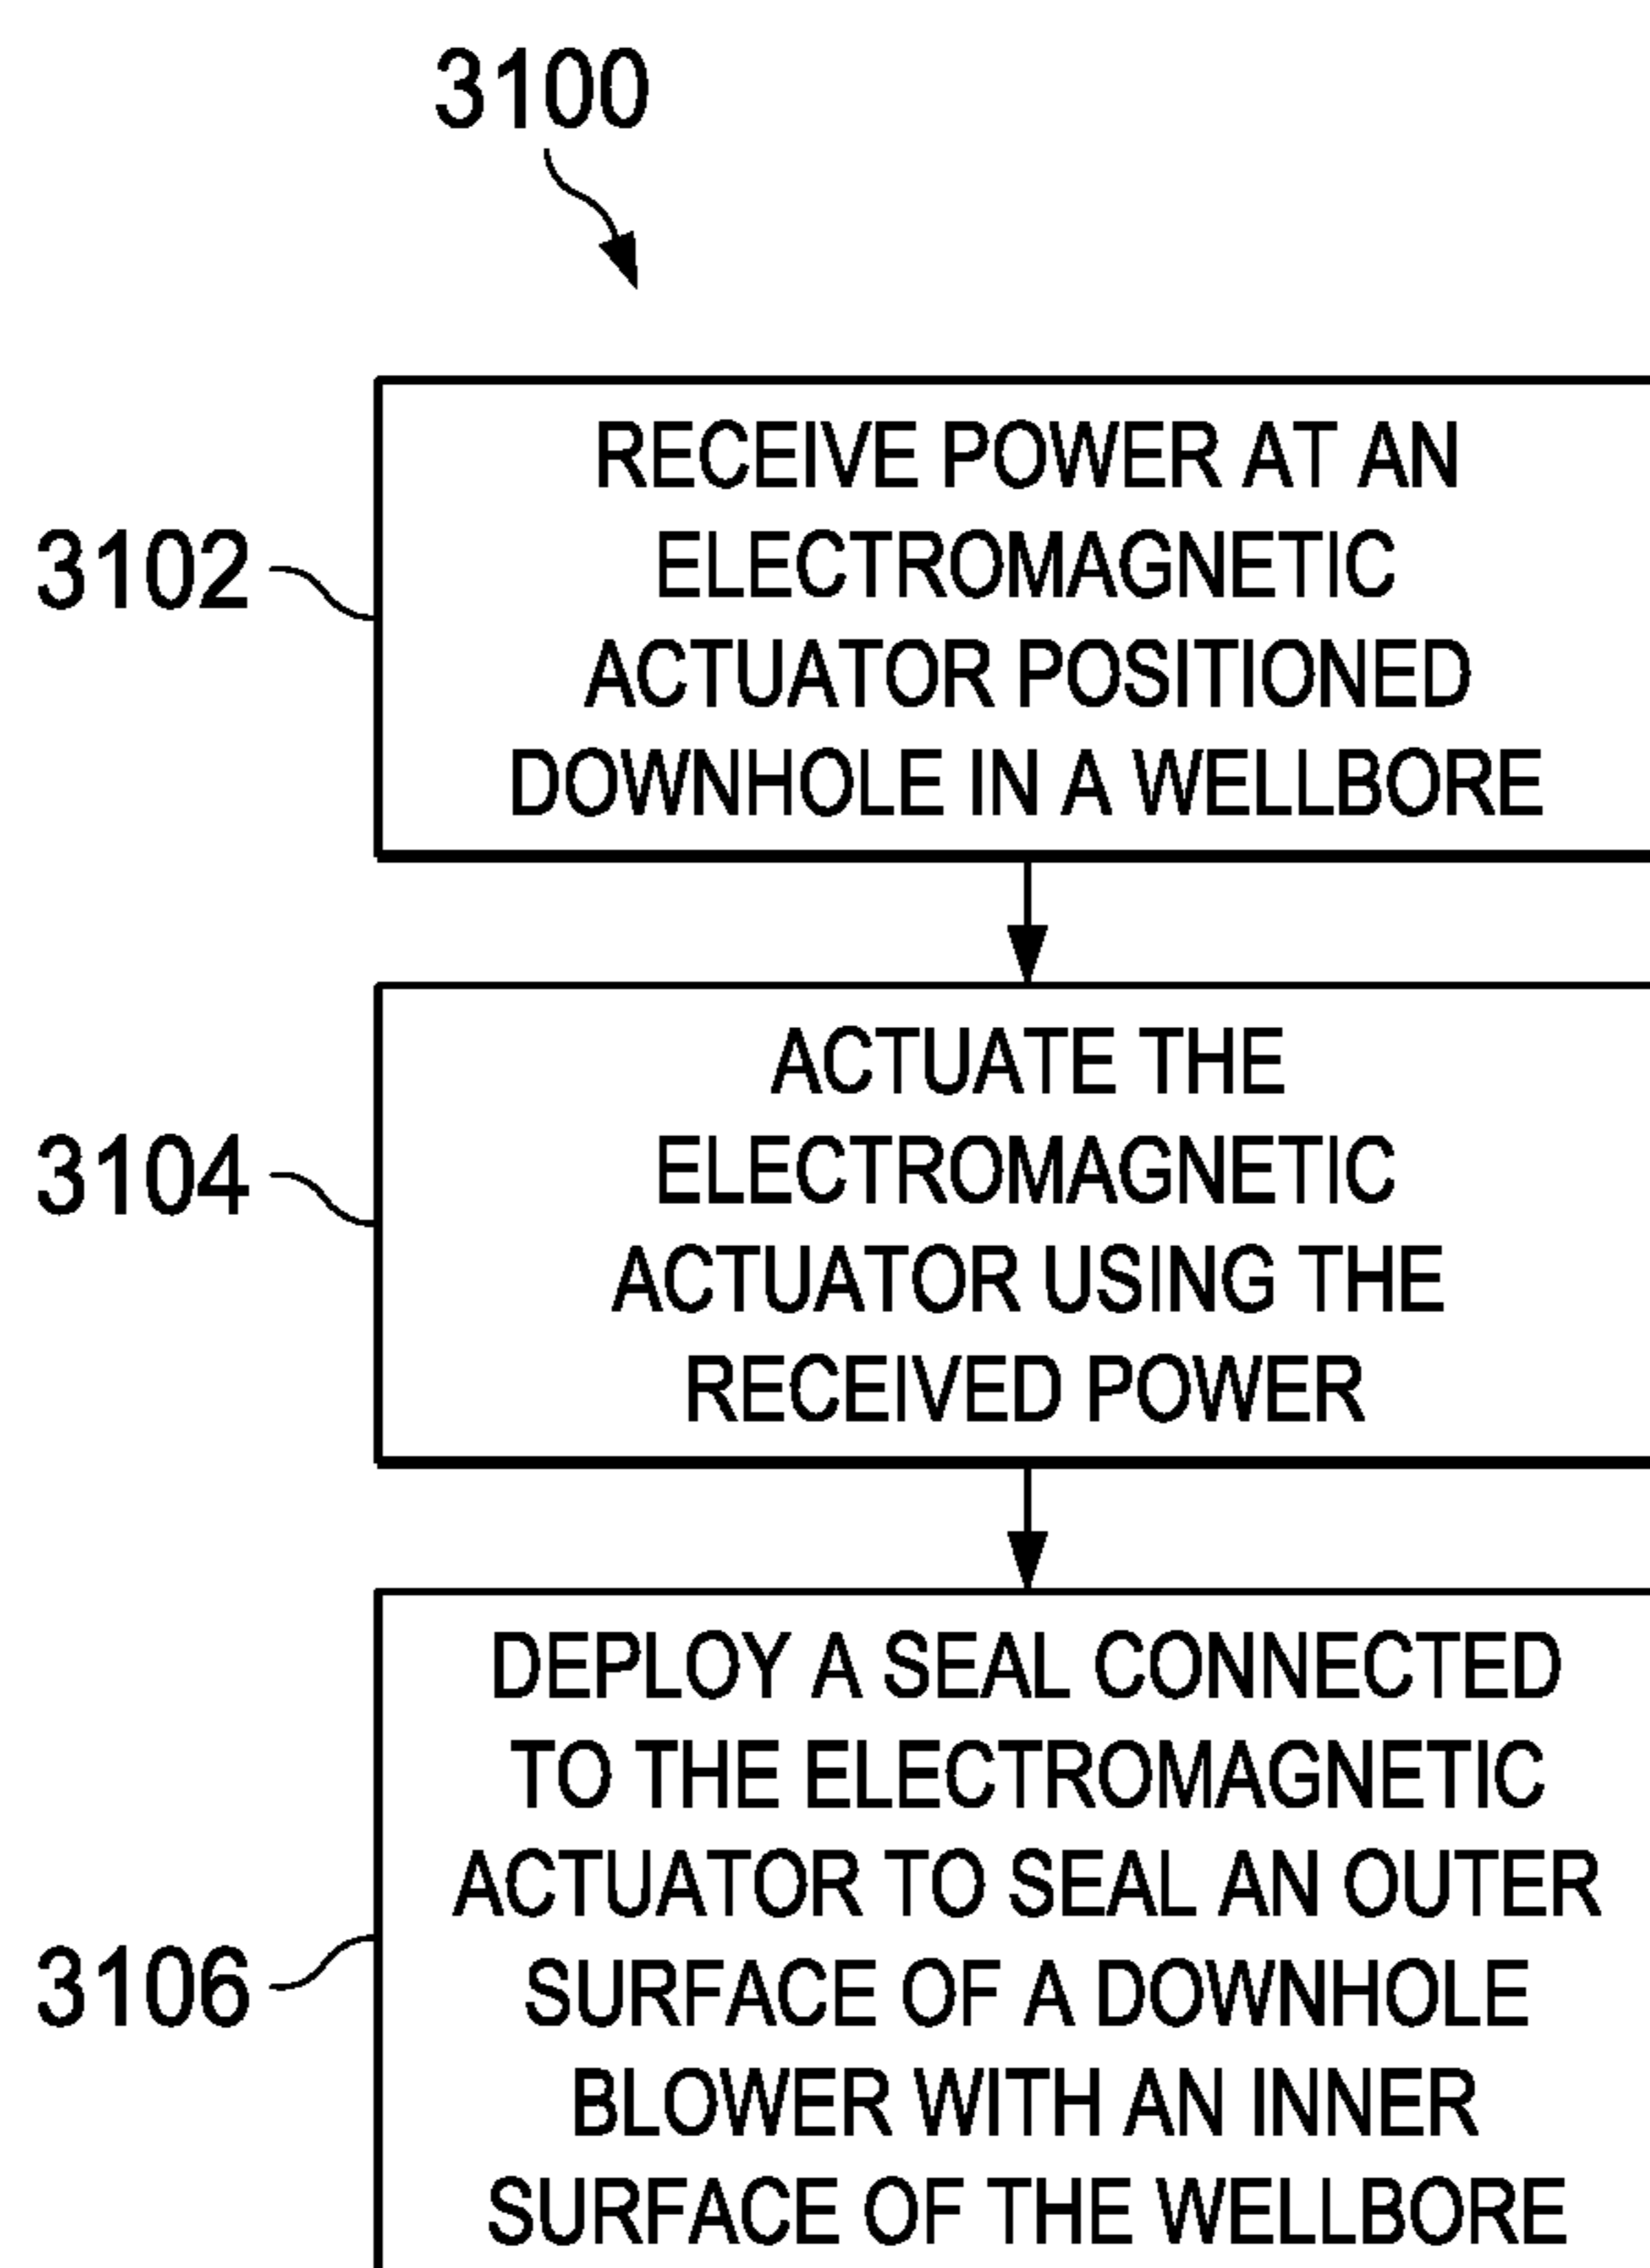 3100
3102
RECEIVE POWER AT AN
ELECTROMAGNETIC
ACTUATOR POSITIONED
DOWNHOLE IN A WELLBORE
3104
ACTUATE THE
ELECTROMAGNETIC
ACTUATOR USING THE
RECEIVED POWER
3106
DEPLOY A SEAL CONNECTED
TO THE ELECTROMAGNETIC
ACTUATOR TO SEAL AN OUTER
SURFACE OF A DOWNHOLE
BLOWER WITH AN INNER
SURFACE OF THE WELLBORE